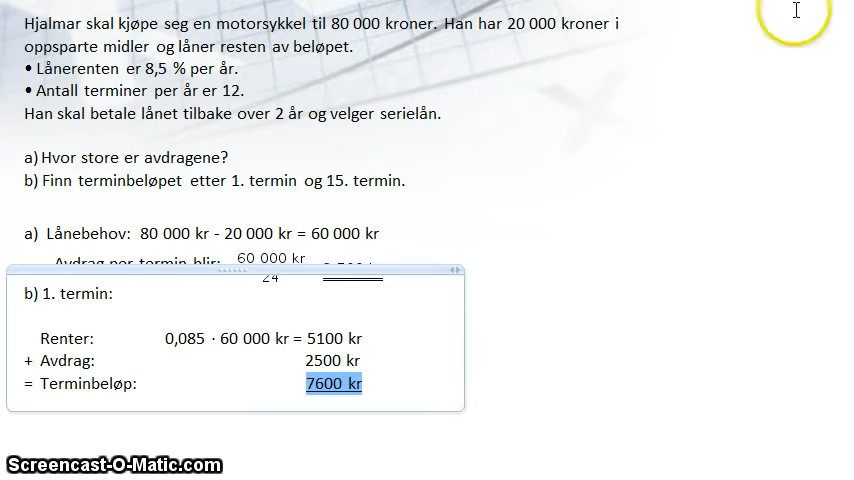 Hjalmar skal kjøpe seg en motorsykkel til 80 000 kroner. Han har 20 000 kroner i
oppsparte midler og låner resten av beløpet.
• Lånerenten er 8,5 % per år.
• Antall terminer per år er 12.
Han skal betale lånet tilbake over 2 år og velger serielån.
a) Hvor store er avdragene?
b) Finn terminbeløpet etter 1. termin og 15. termin.
a) Lånebehov: 80 000 kr - 20 000 kr = 60 000 kr
Avdrag per termin blir: 60 000 kr
24
b) 1. termin:
Renter: 0,085 · 60 000 kr = 5100 kr
+ Avdrag: 2500 kr
= Terminbeløp: 7600 kr
Screencast-O-Matic.com